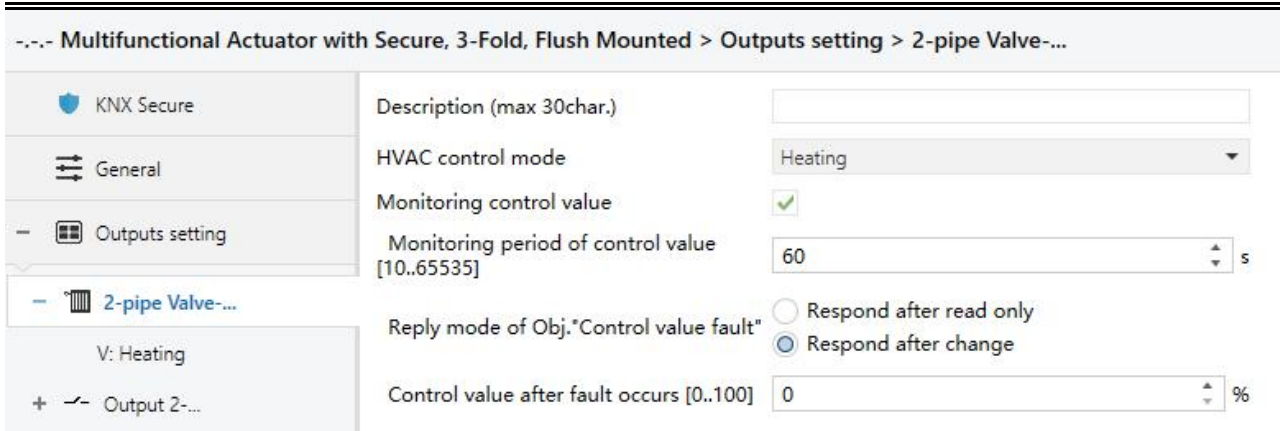 -.-.- Multifunctional Actuator with Secure, 3-Fold, Flush Mounted > Outputs setting > 2-pipe Valve-...
KNX Secure
General
Outputs setting
2-pipe Valve-...
V: Heating
Output 2-...
Description (max 30char.)
HVAC control mode Heating
Monitoring control value
Monitoring period of control value
[10..65535] 60 s
Reply mode of Obj."Control value fault"
Respond after read only
Respond after change
Control value after fault occurs [0..100] 0 %